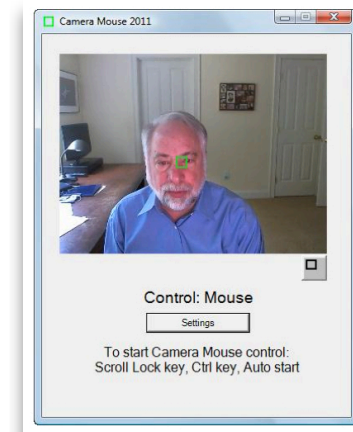 Camera Mouse 2011
Control: Mouse
Settings
To start Camera Mouse control:
Scroll Lock key, Ctrl key, Auto start